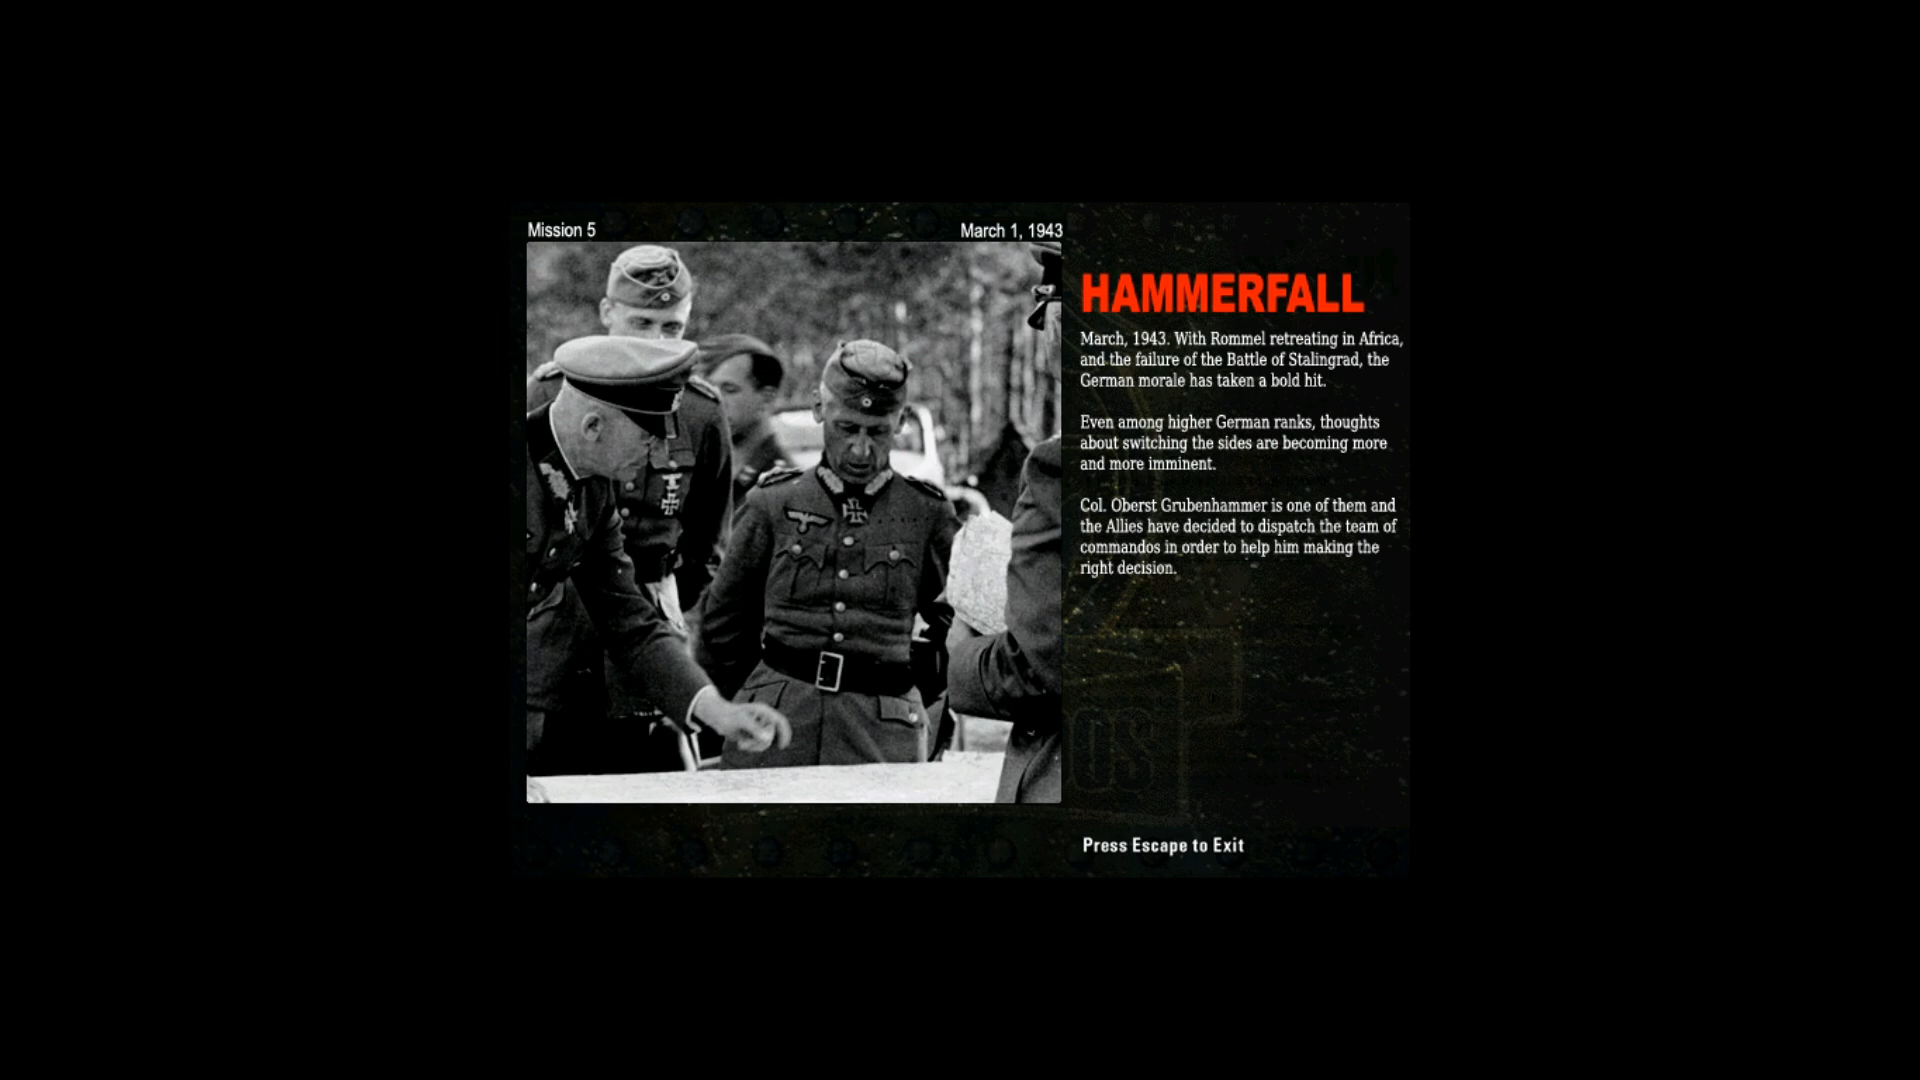 Mission 5
March 1, 1943
HAMMERFALL
March, 1943. With Rommel retreating in Africa,
and the failure of the Battle of Stalingrad, the
German morale has taken a bold hit.
Even among higher German ranks, thoughts
about switching the sides are becoming more
and more imminent.
Col. Oberst Grubenhammer is one of them and
the Allies have decided to dispatch the team of
commandos in order to help him making the
right decision.
OS
Press Escape to Exit